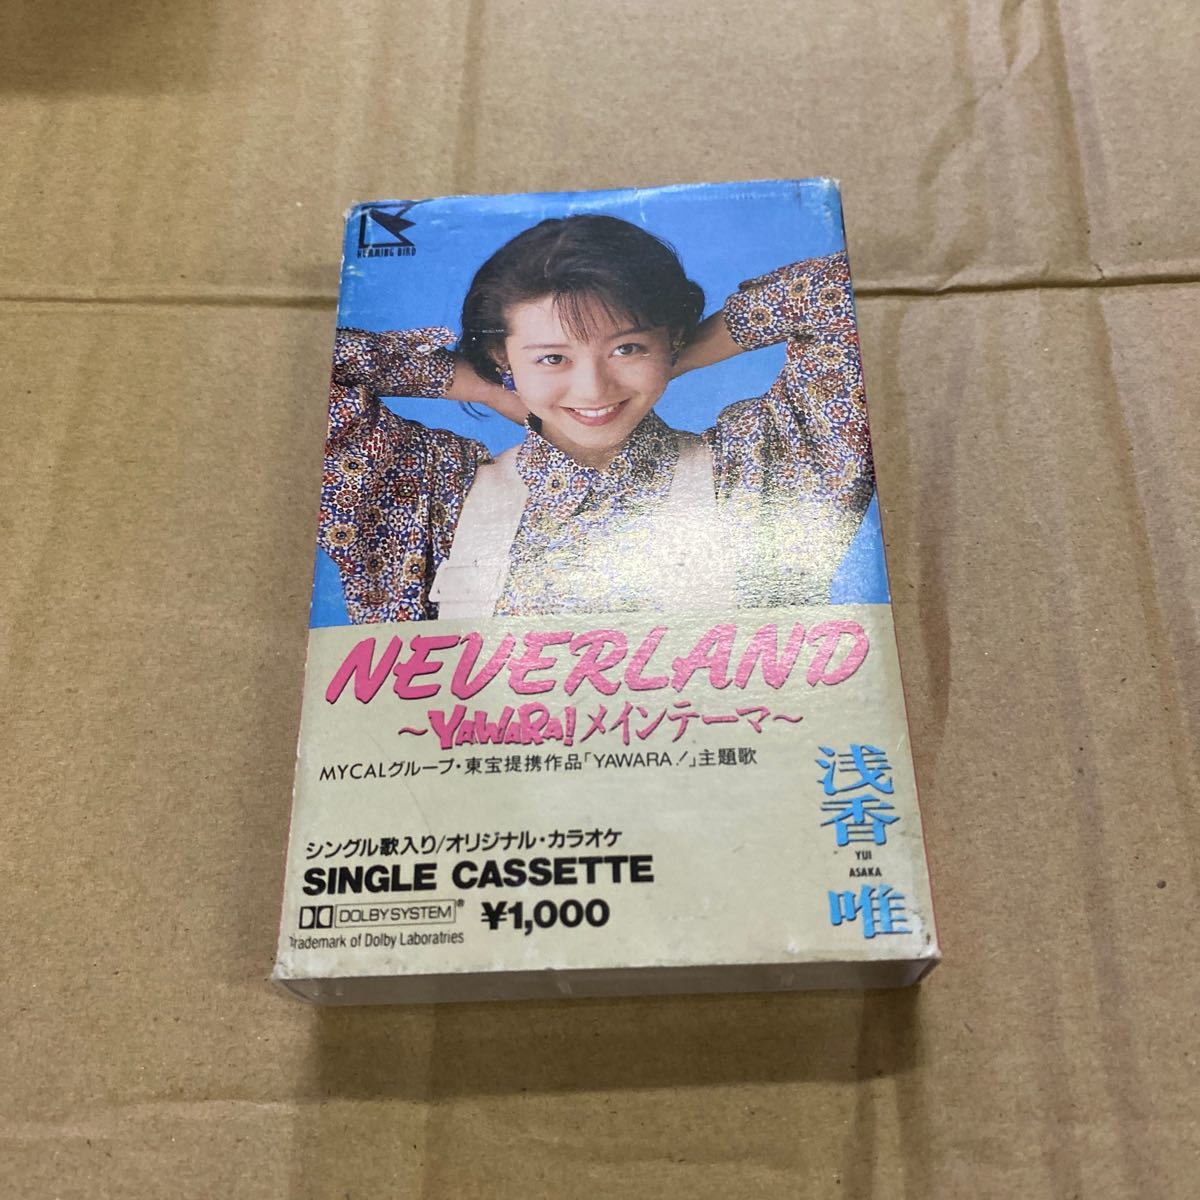 HUMMING BIRD
NEVERLAND
～YAWARA!メインテーマ～
MYCALグループ・東宝提携作品「YAWARA!」主題歌
浅香
YUI
ASAKA
唯
シングル歌入り/オリジナル・カラオケ
SINGLE CASSETTE
DOLBY SYSTEM® ¥1,000
Trademark of Dolby Laboratries